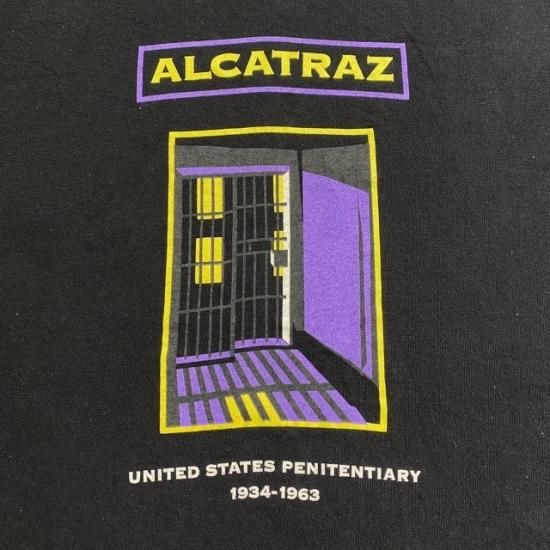 ALCATRAZ
UNITED STATES PENITENTIARY
1934-1963